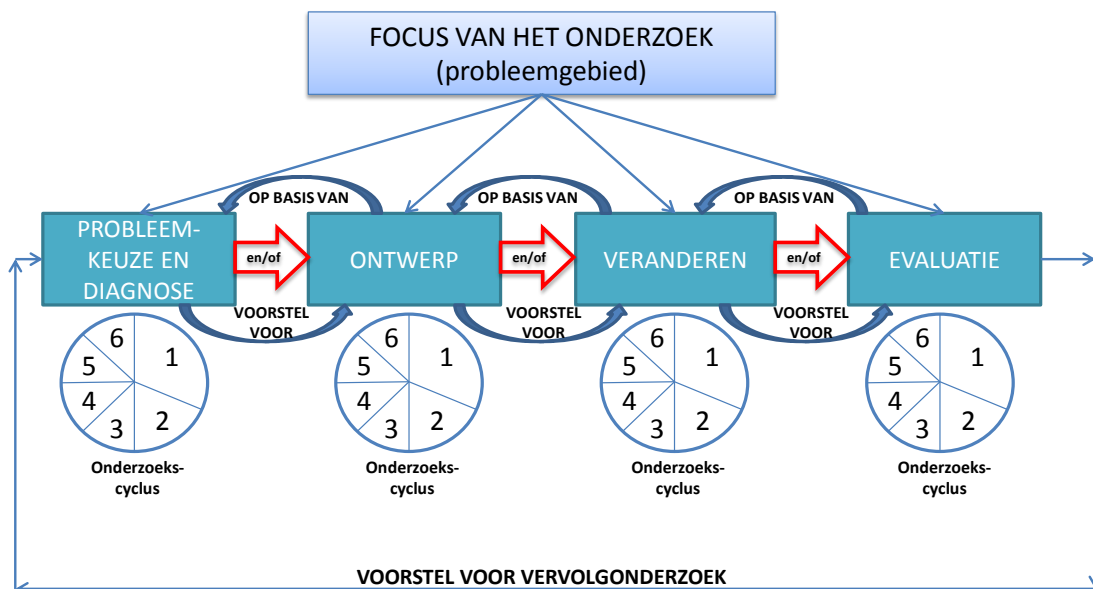 FOCUS VAN HET ONDERZOEK
(probleemgebied)
OP BASIS VAN
OP BASIS VAN
OP BASIS VAN
PROBLEEM-
KEUZE EN
DIAGNOSE
en/of
ONTWERP
en/of
VERANDEREN
en/of
EVALUATIE
VOORSTEL
VOOR
VOORSTEL
VOOR
VOORSTEL
VOOR
6
1
5
4
3
2
6
1
5
4
3
2
6
1
5
4
3
2
6
1
5
4
3
2
Onderzoeks-
cyclus
Onderzoeks-
cyclus
Onderzoeks-
cyclus
Onderzoeks-
cyclus
VOORSTEL VOOR VERVOLGONDERZOEK